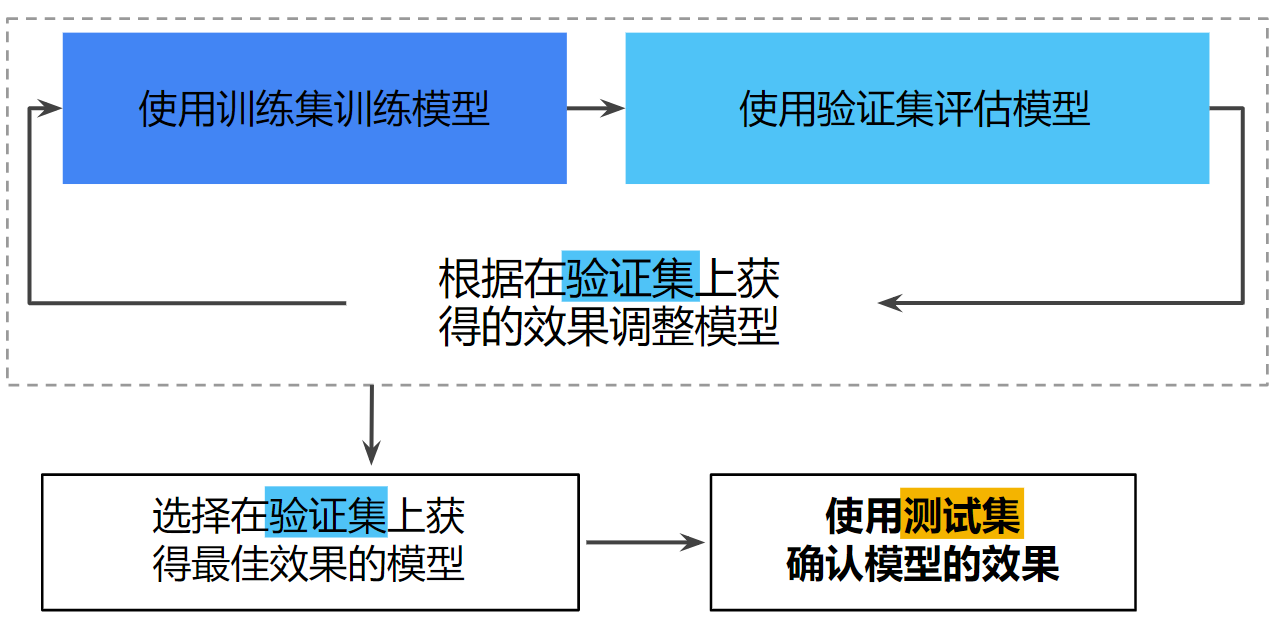 使用训练集训练模型
使用验证集评估模型
根据在验证集上获
得的效果调整模型
选择在验证集上获
得最佳效果的模型
使用测试集
确认模型的效果